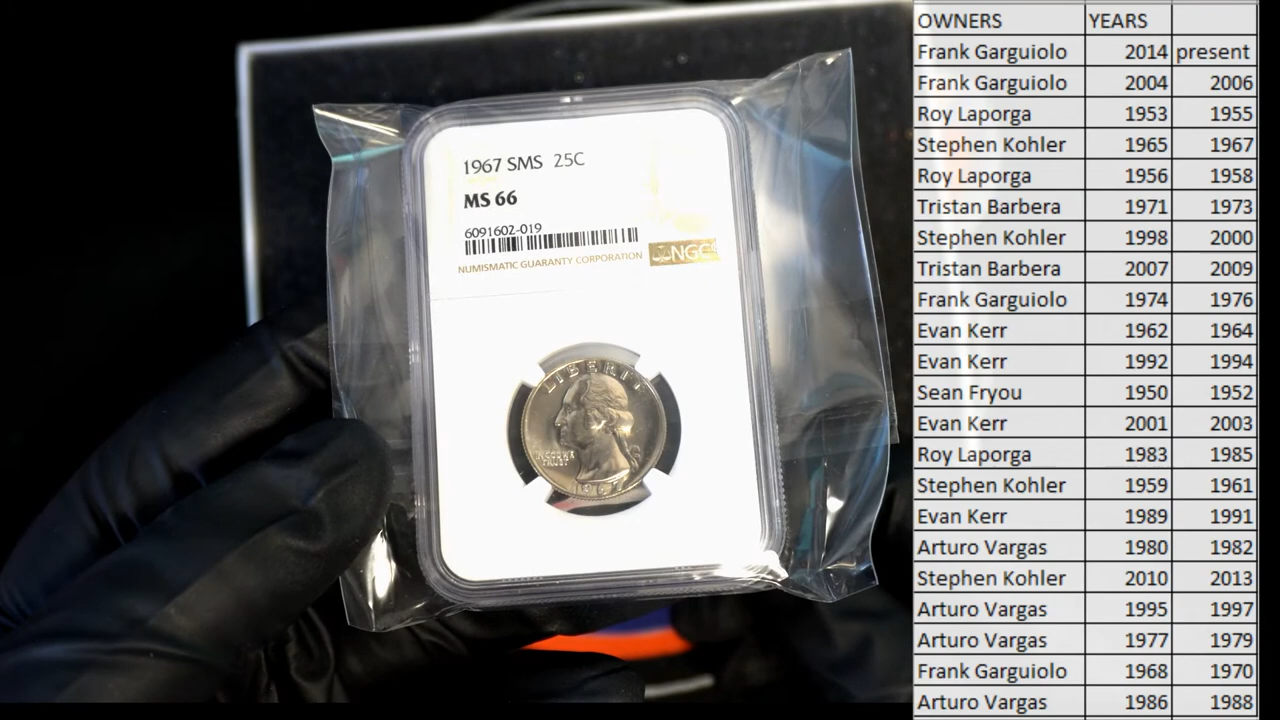 1967 SMS 25C
MS 66
6091602-019
NUMISMATIC GUARANTY CORPORATION
NGC
LIBERTY
IN GOD WE
TRUST
1967
OWNERS YEARS
Frank Garguiolo 2014 present
Frank Garguiolo 2004 2006
Roy Laporga 1953 1955
Stephen Kohler 1965 1967
Roy Laporga 1956 1958
Tristan Barbera 1971 1973
Stephen Kohler 1998 2000
Tristan Barbera 2007 2009
Frank Garguiolo 1974 1976
Evan Kerr 1962 1964
Evan Kerr 1992 1994
Sean Fryou 1950 1952
Evan Kerr 2001 2003
Roy Laporga 1983 1985
Stephen Kohler 1959 1961
Evan Kerr 1989 1991
Arturo Vargas 1980 1982
Stephen Kohler 2010 2013
Arturo Vargas 1995 1997
Arturo Vargas 1977 1979
Frank Garguiolo 1968 1970
Arturo Vargas 1986 1988